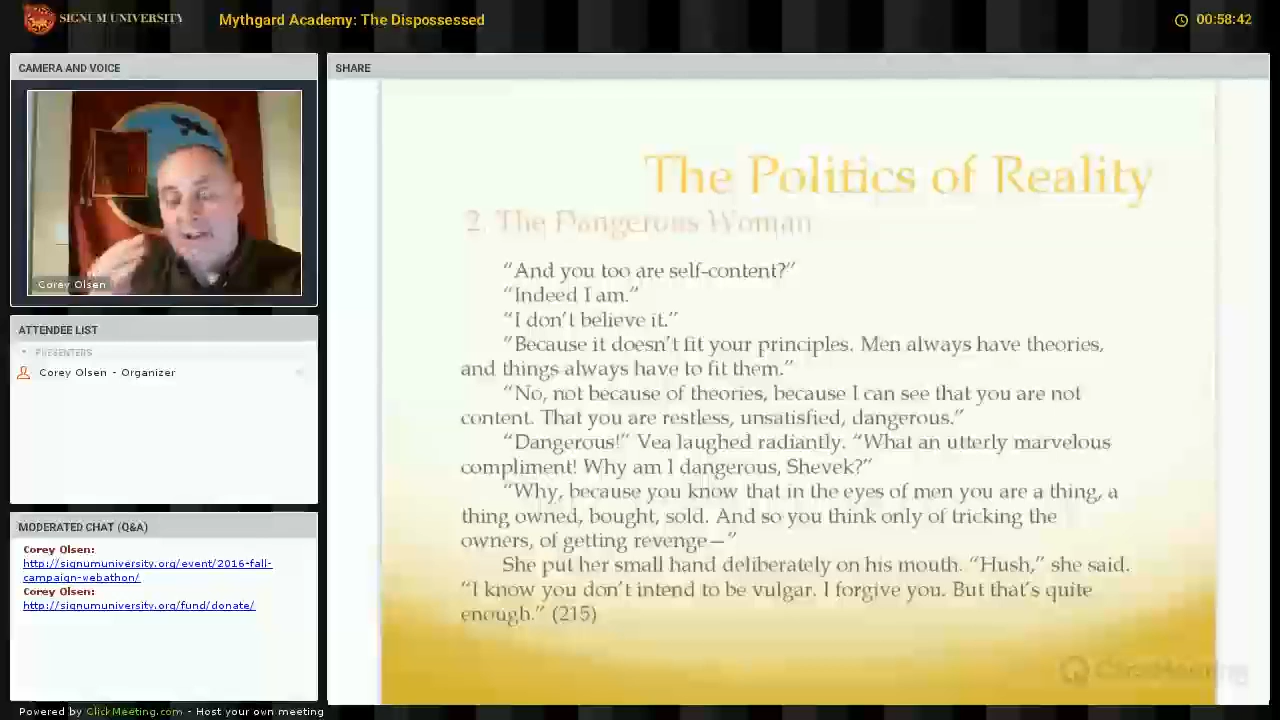 SIGNUM UNIVERSITY
Mythgard Academy: The Dispossessed
00:58:42
CAMERA AND VOICE
Corey Olsen
ATTENDEE LIST
PRESENTERS
Corey Olsen - Organizer
MODERATED CHAT (Q&A)
Corey Olsen:
http://signumuniversity.org/event/2016-fall-
campaign-webathon/
Corey Olsen:
http://signumuniversity.org/fund/donate/
SHARE
The Politics of Reality
2. The Dangerous Woman
“And you too are self-content?”
“Indeed I am.”
“I don’t believe it.”
“Because it doesn’t fit your principles. Men always have theories,
and things always have to fit them.”
“No, not because of theories, because I can see that you are not
content. That you are restless, unsatisfied, dangerous.”
“Dangerous!” Vea laughed radiantly. “What an utterly marvelous
compliment! Why am I dangerous, Shevek?”
“Why, because you know that in the eyes of men you are a thing, a
thing owned, bought, sold. And so you think only of tricking the
owners, of getting revenge—”
She put her small hand deliberately on his mouth. “Hush,” she said.
“I know you don’t intend to be vulgar. I forgive you. But that’s quite
enough.” (215)
ClickMeeting
Powered by ClickMeeting.com - Host your own meeting